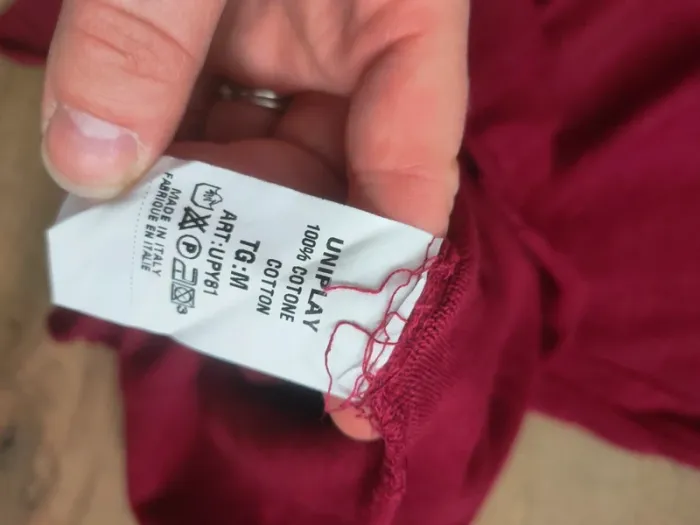 UNIPLAY
100% COTONE
COTTON
TG:M
ART:UPY81
P
MADE IN ITALY
FABRIQUE EN ITALIE